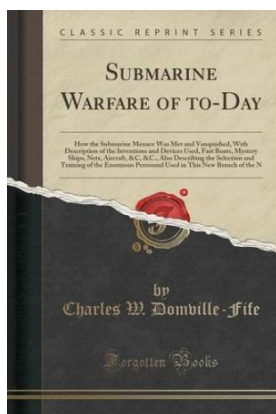 CLASSIC REPRINT SERIES
SUBMARINE
WARFARE OF TO-DAY
How the Submarine Menace Was Met and Vanquished, With
Description of the Inventions and Devices Used, Fast Boats, Mystery
Ships, Nets, Aircraft, &C, &C., Also Describing the Selection and
Training of the Enormous Personnel Used in This New Branch of the N
by
Charles W. Domville-Fife
Forgotten Books